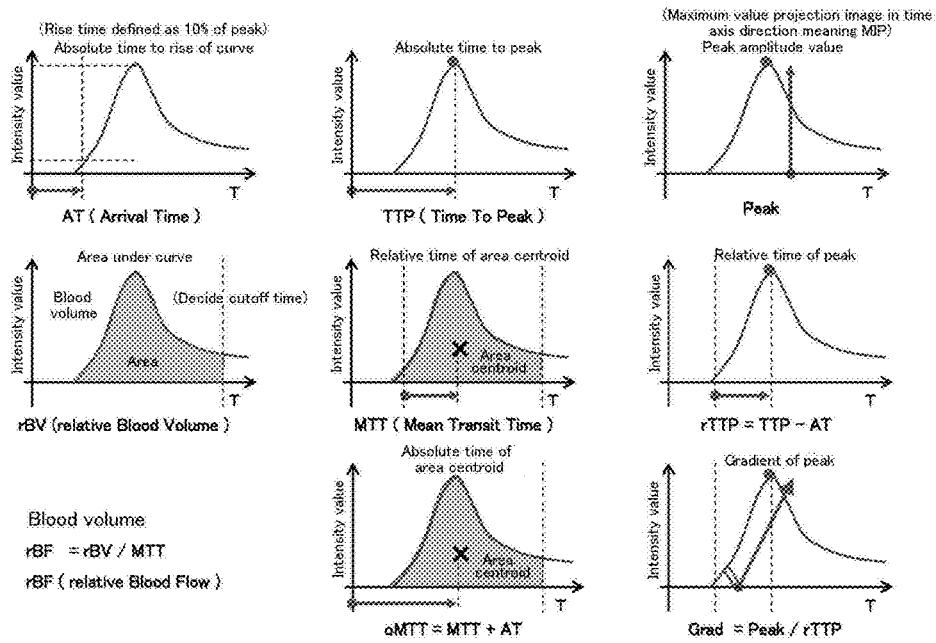 (Rise time defined as 10% of peak)
Absolute time to rise of curve
Intensity value
T
AT ( Arrival Time )
Absolute time to peak
Intensity value
T
TTP ( Time To Peak )
(Maximum value projection image in time
axis direction meaning MIP)
Peak amplitude value
Intensity value
T
Peak
Area under curve
Intensity value
Blood
volume
(Decide cutoff time)
Area
T
rBV (relative Blood Volume )
Relative time of area centroid
Intensity value
Area
centroid
T
MTT ( Mean Transit Time )
Relative time of peak
Intensity value
T
rTTP = TTP - AT
Blood volume
rBF = rBV / MTT
rBF ( relative Blood Flow )
Absolute time of
area centroid
Intensity value
Area
centroid
T
oMTT = MTT + AT
Gradient of peak
Intensity value
T
Grad = Peak / rTTP